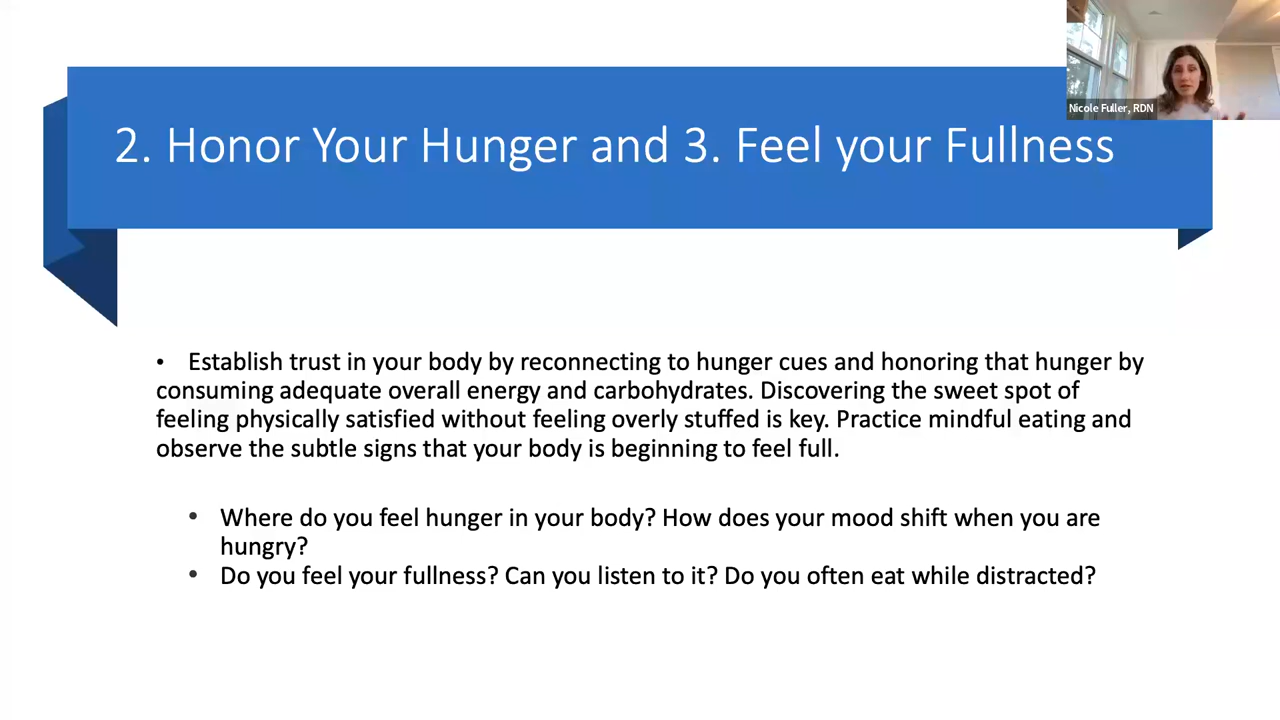 Nicole Fuller, RDN
2. Honor Your Hunger and 3. Feel your Fullness
• Establish trust in your body by reconnecting to hunger cues and honoring that hunger by
consuming adequate overall energy and carbohydrates. Discovering the sweet spot of
feeling physically satisfied without feeling overly stuffed is key. Practice mindful eating and
observe the subtle signs that your body is beginning to feel full.
• Where do you feel hunger in your body? How does your mood shift when you are
hungry?
• Do you feel your fullness? Can you listen to it? Do you often eat while distracted?